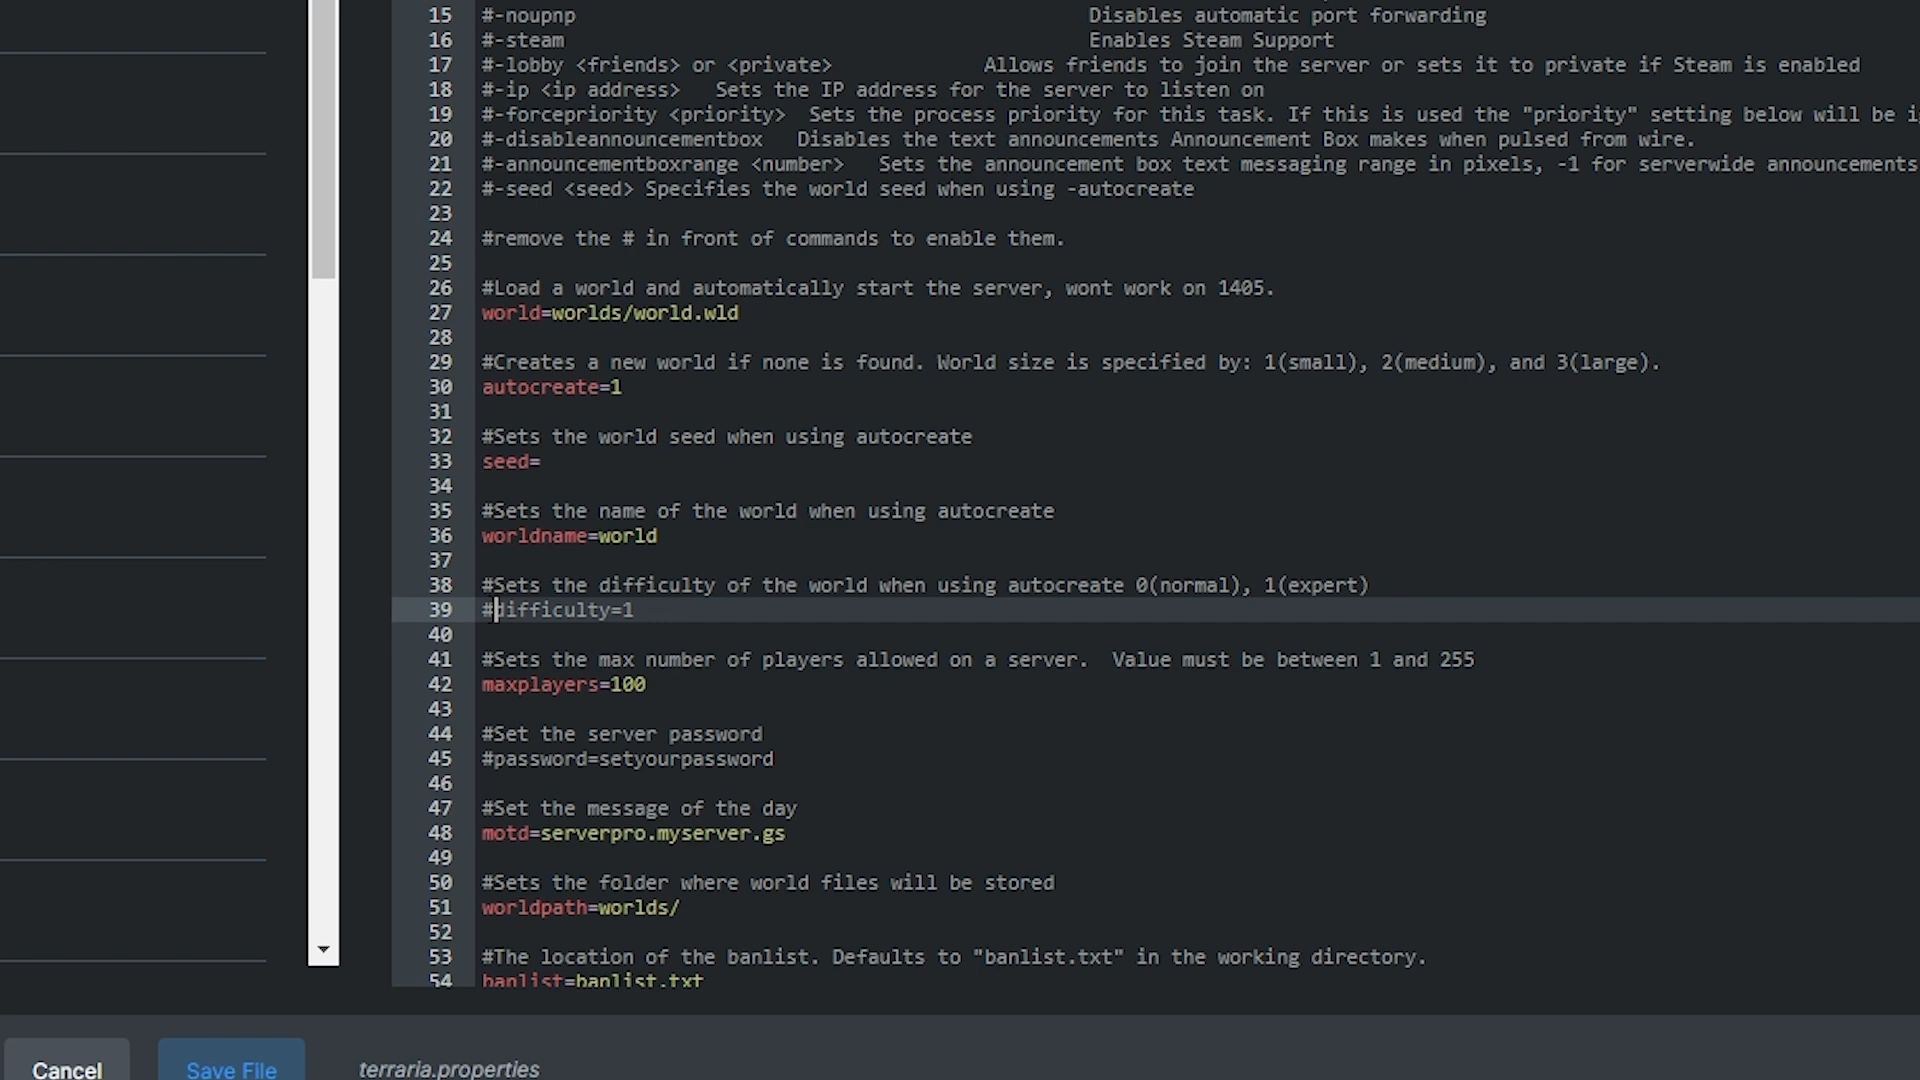 15 #-noupnp Disables automatic port forwarding
16 #-steam Enables Steam Support
17 #-lobby <friends> or <private> Allows friends to join the server or sets it to private if Steam is enabled
18 #-ip <ip address> Sets the IP address for the server to listen on
19 #-forcepriority <priority> Sets the process priority for this task. If this is used the "priority" setting below will be i
20 #-disableannouncementbox Disables the text announcements Announcement Box makes when pulsed from wire.
21 #-announcementboxrange <number> Sets the announcement box text messaging range in pixels, -1 for serverwide announcements
22 #-seed <seed> Specifies the world seed when using -autocreate
23
24 #remove the # in front of commands to enable them.
25
26 #Load a world and automatically start the server, wont work on 1405.
27 world=worlds/world.wld
28
29 #Creates a new world if none is found. World size is specified by: 1(small), 2(medium), and 3(large).
30 autocreate=1
31
32 #Sets the world seed when using autocreate
33 seed=
34
35 #Sets the name of the world when using autocreate
36 worldname=world
37
38 #Sets the difficulty of the world when using autocreate 0(normal), 1(expert)
39 #difficulty=1
40
41 #Sets the max number of players allowed on a server.  Value must be between 1 and 255
42 maxplayers=100
43
44 #Set the server password
45 #password=setyourpassword
46
47 #Set the message of the day
48 motd=serverpro.myserver.gs
49
50 #Sets the folder where world files will be stored
51 worldpath=worlds/
52
53 #The location of the banlist. Defaults to "banlist.txt" in the working directory.
54 banlist=banlist.txt
Cancel Save File terraria.properties